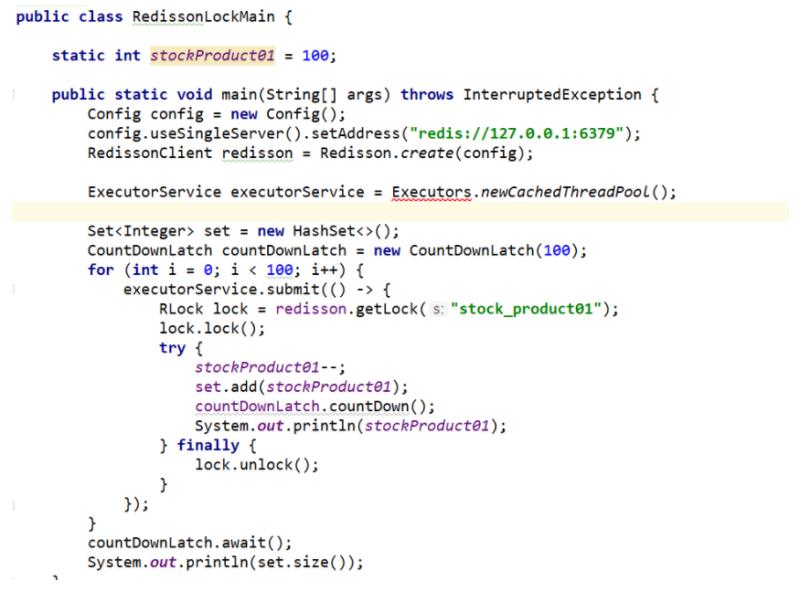 public class RedissonLockMain {
static int stockProduct01 = 100;
public static void main(String[] args) throws InterruptedException {
Config config = new Config();
config.useSingleServer().setAddress("redis://127.0.0.1:6379");
RedissonClient redisson = Redisson.create(config);
ExecutorService executorService = Executors.newCachedThreadPool();
Set<Integer> set = new HashSet<>();
CountDownLatch countDownLatch = new CountDownLatch(100);
for (int i = 0; i < 100; i++) {
executorService.submit(() -> {
RLock lock = redisson.getLock( s: "stock_product01");
lock.lock();
try {
stockProduct01--;
set.add(stockProduct01);
countDownLatch.countDown();
System.out.println(stockProduct01);
} finally {
lock.unlock();
}
});
}
countDownLatch.await();
System.out.println(set.size());